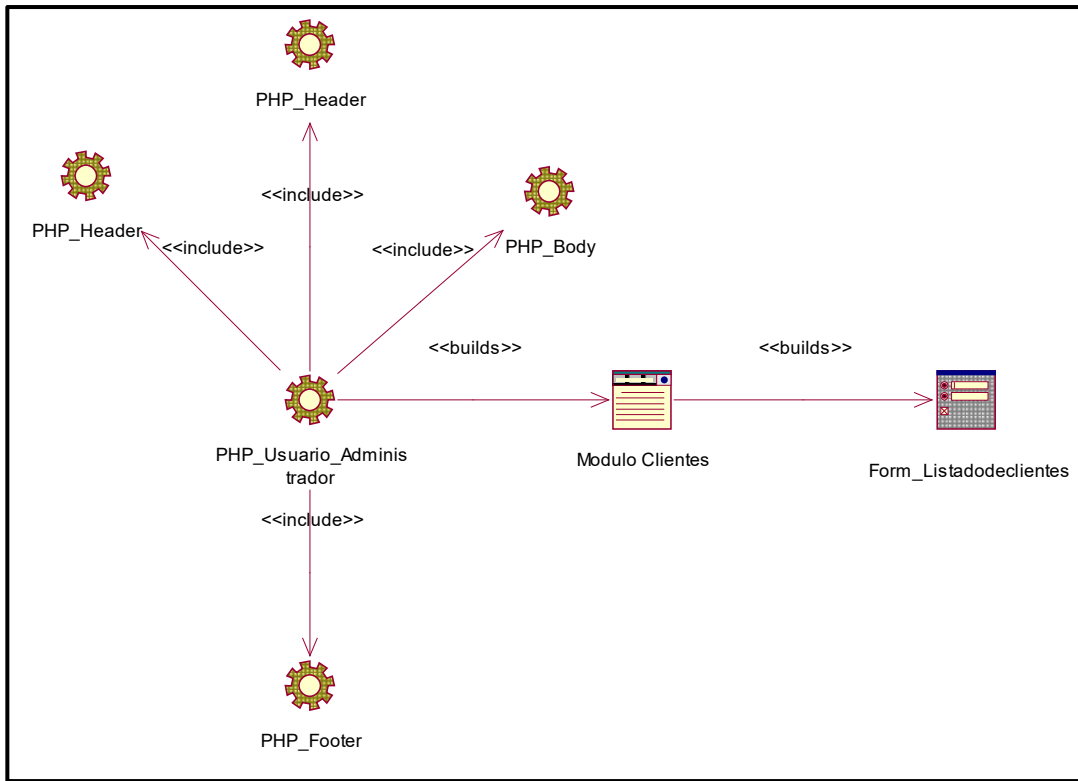 PHP_Header
<<include>>
PHP_Header
<<include>>
<<include>>
PHP_Body
<<builds>>
<<builds>>
PHP_Usuario_Adminis
trador
Modulo Clientes
Form_Listadodeclientes
<<include>>
PHP_Footer